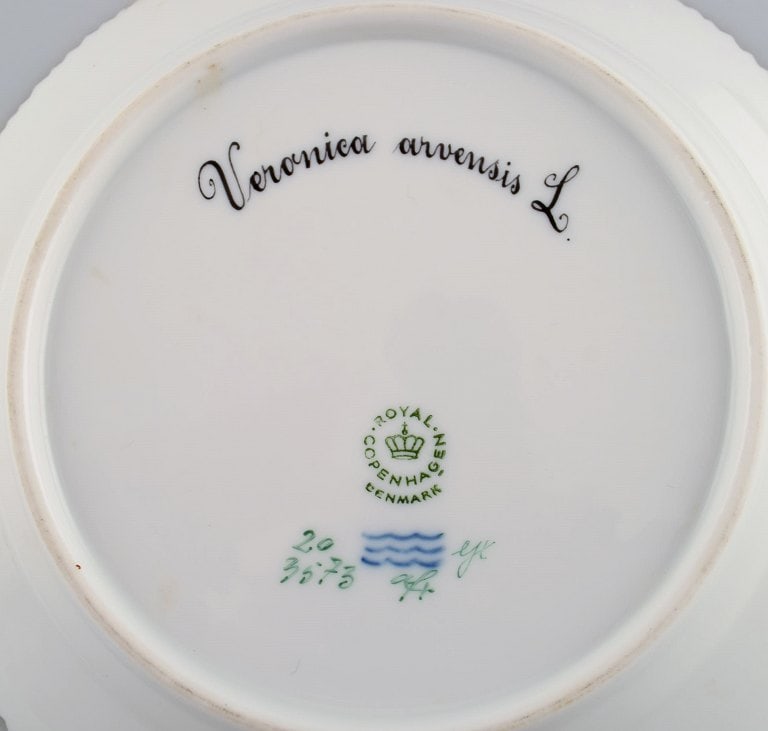 Veronica arvensis L.
ROYAL COPENHAGEN
DENMARK
20
3573